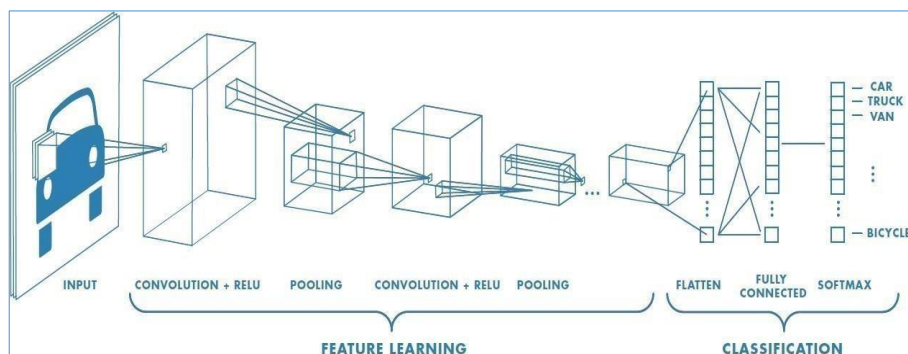 CAR
TRUCK
VAN
BICYCLE
INPUT
CONVOLUTION + RELU
POOLING
CONVOLUTION + RELU
POOLING
FLATTEN
FULLY
CONNECTED
SOFTMAX
FEATURE LEARNING
CLASSIFICATION